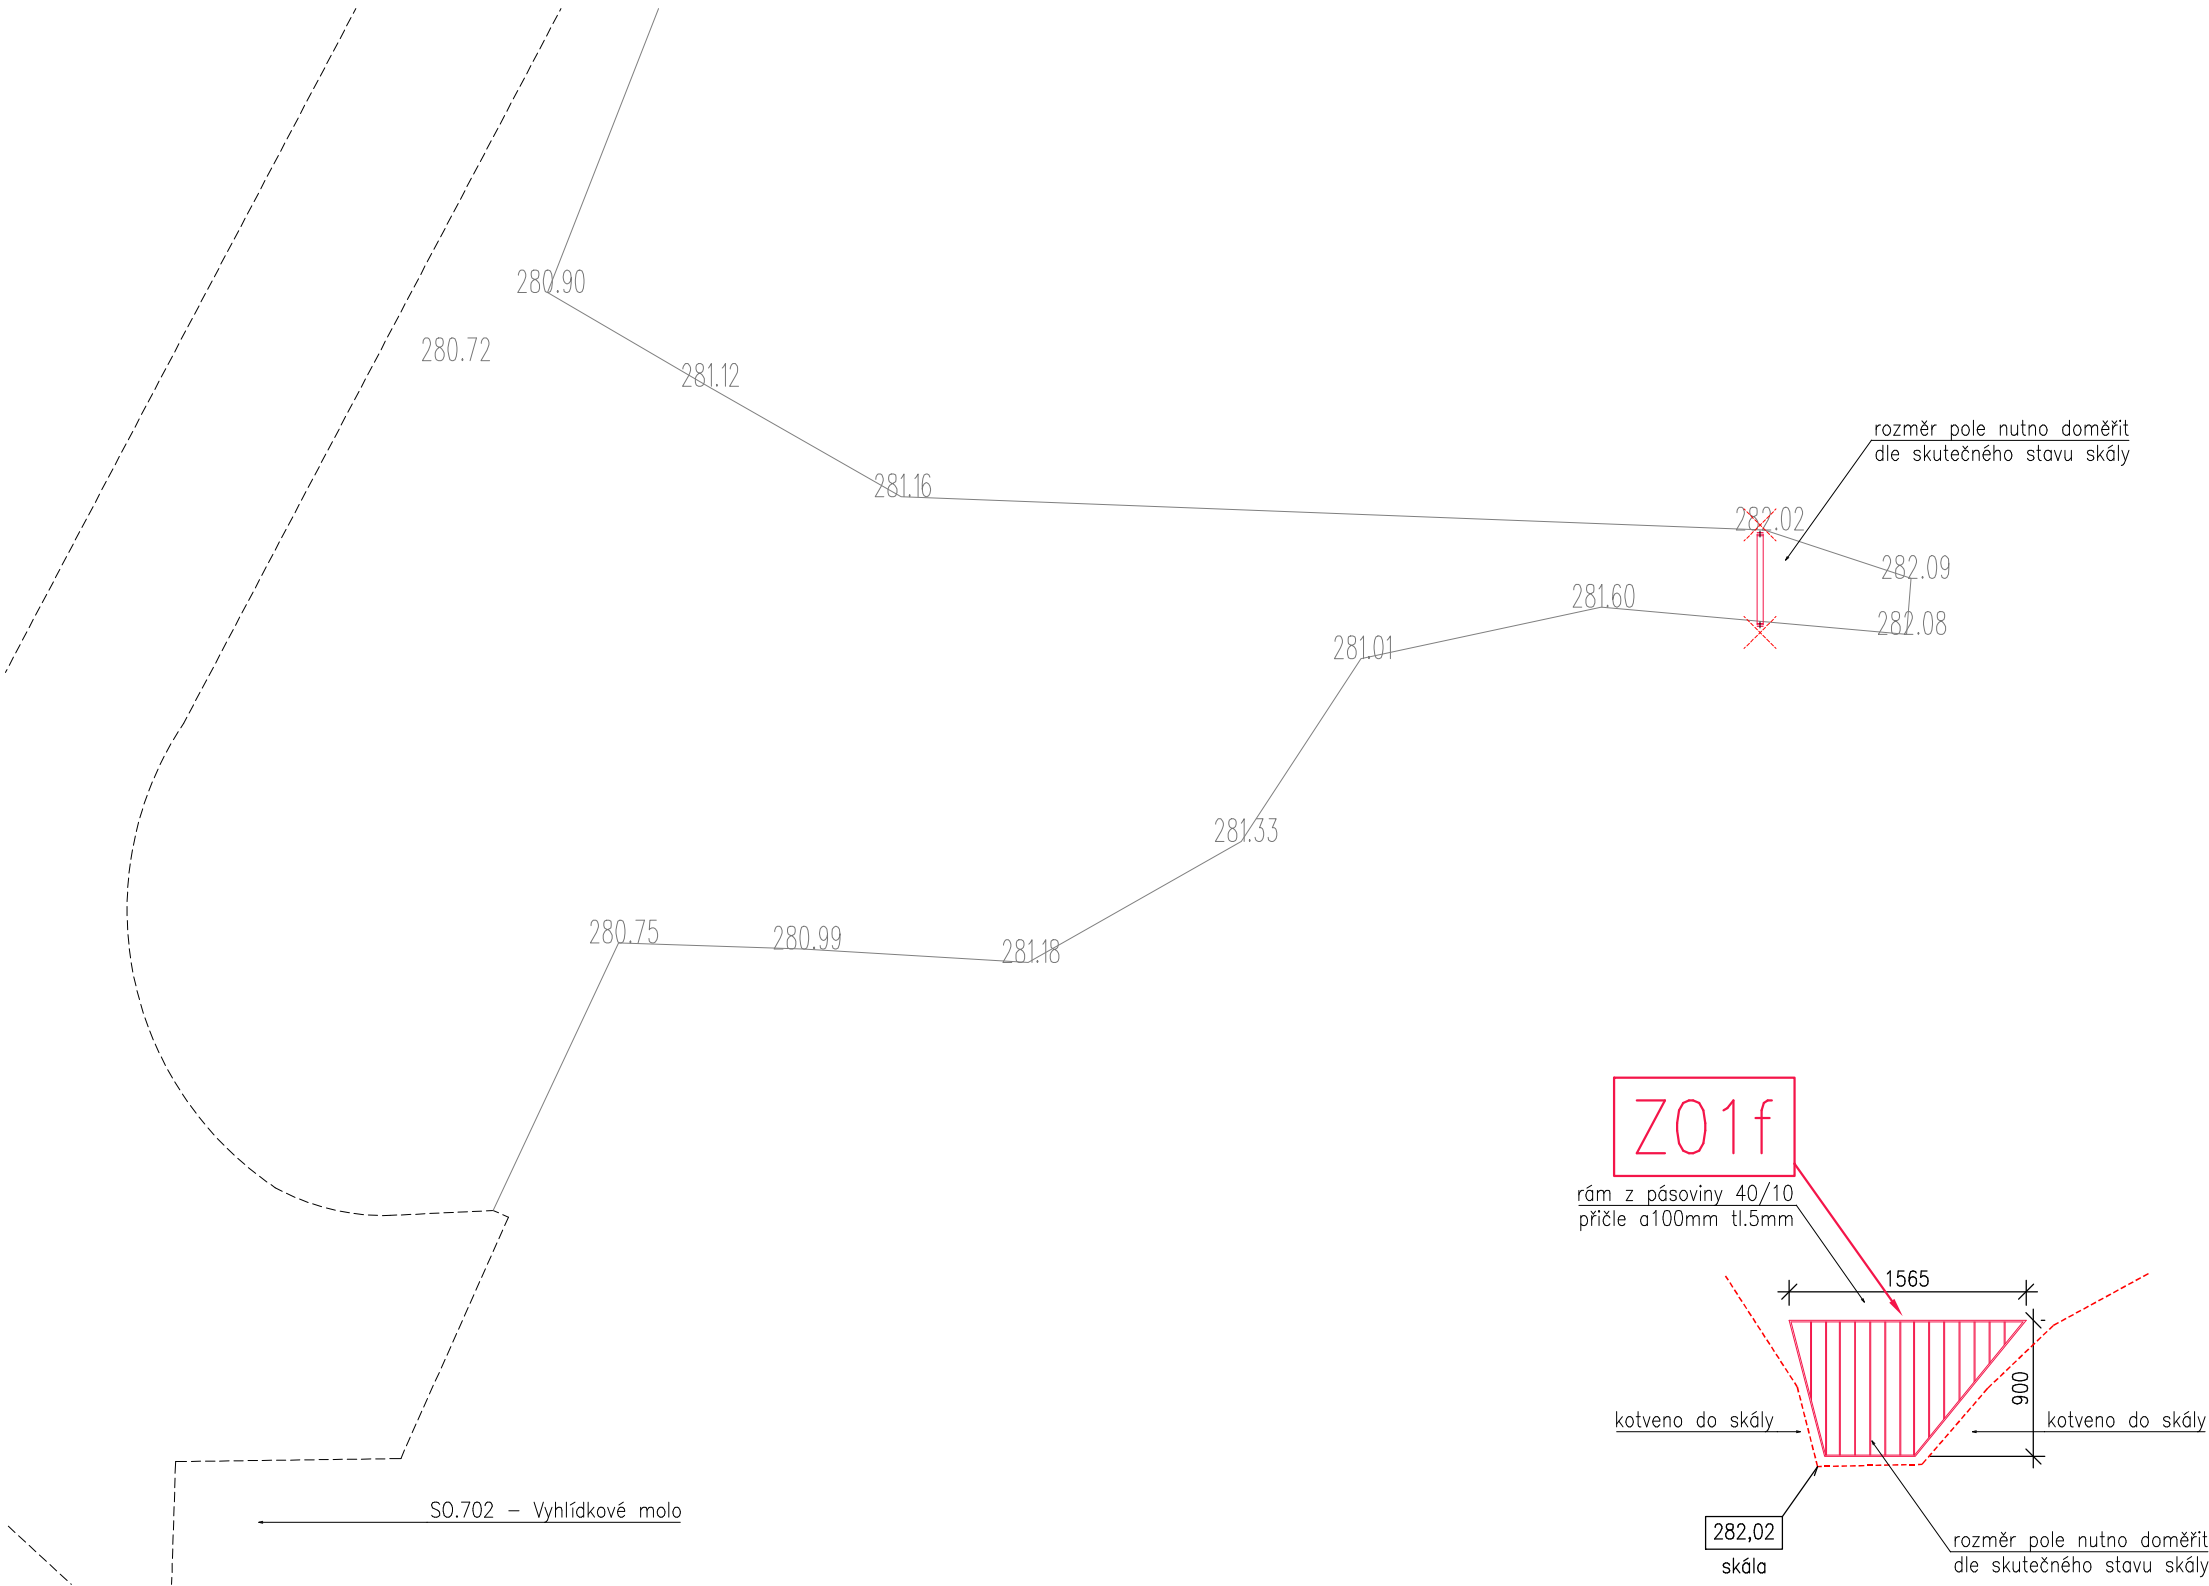 280.90
280.72
281.12
rozměr pole nutno doměřit
dle skutečného stavu skály
281.16
282.02
282.09
281.60
282.08
281.01
281.33
280.75
280.99
281.18
Z01f
rám z pásoviny 40/10
příčle a100mm tl.5mm
1565
900
kotveno do skály
kotveno do skály
SO.702 – Vyhlídkové molo
282,02
skála
rozměr pole nutno doměřit
dle skutečného stavu skály